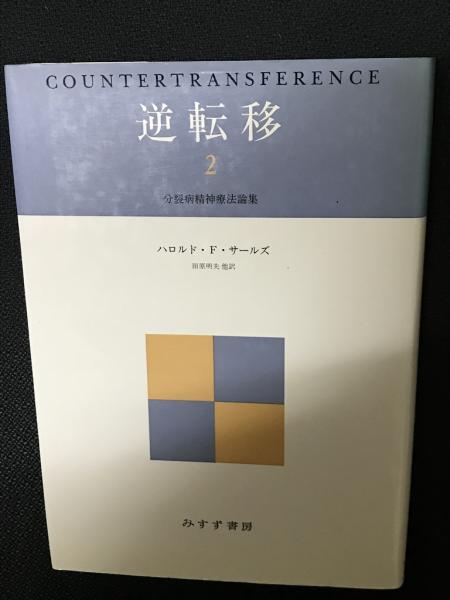 COUNTERTRANSFERENCE
逆転移
2
分裂病精神療法論集
ハロルド・F・サールズ
田原明夫 他訳
みすず書房